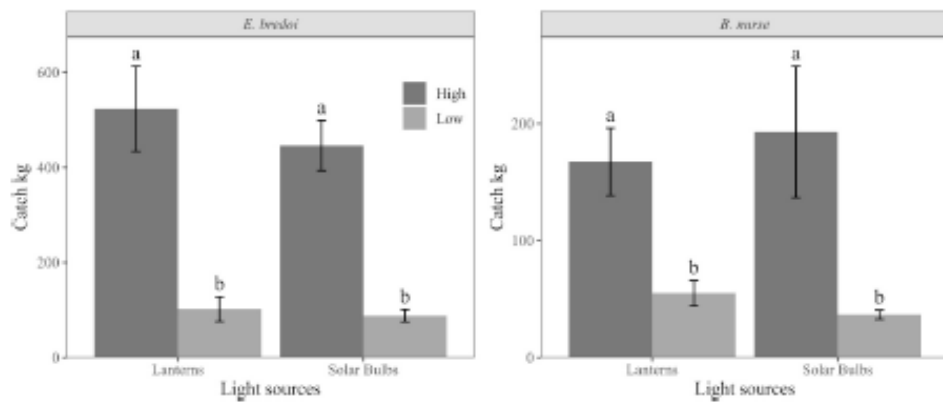 E. bredoi
a
a
b
b
High
Low
600
400
200
0
Catch kg
Lanterns
Solar Bulbs
Light sources
B. nurse
a
a
b
b
200
100
0
Catch kg
Lanterns
Solar Bulbs
Light sources